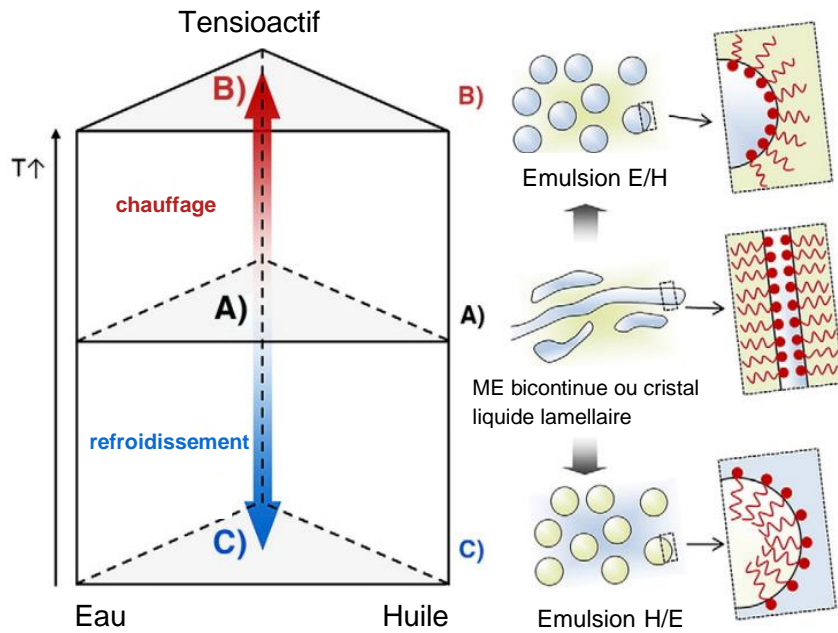 Tensioactif
B)
T↑
chauffage
A)
refroidissement
C)
Eau
Huile
B)
Emulsion E/H
A)
ME bicontinue ou cristal
liquide lamellaire
C)
Emulsion H/E